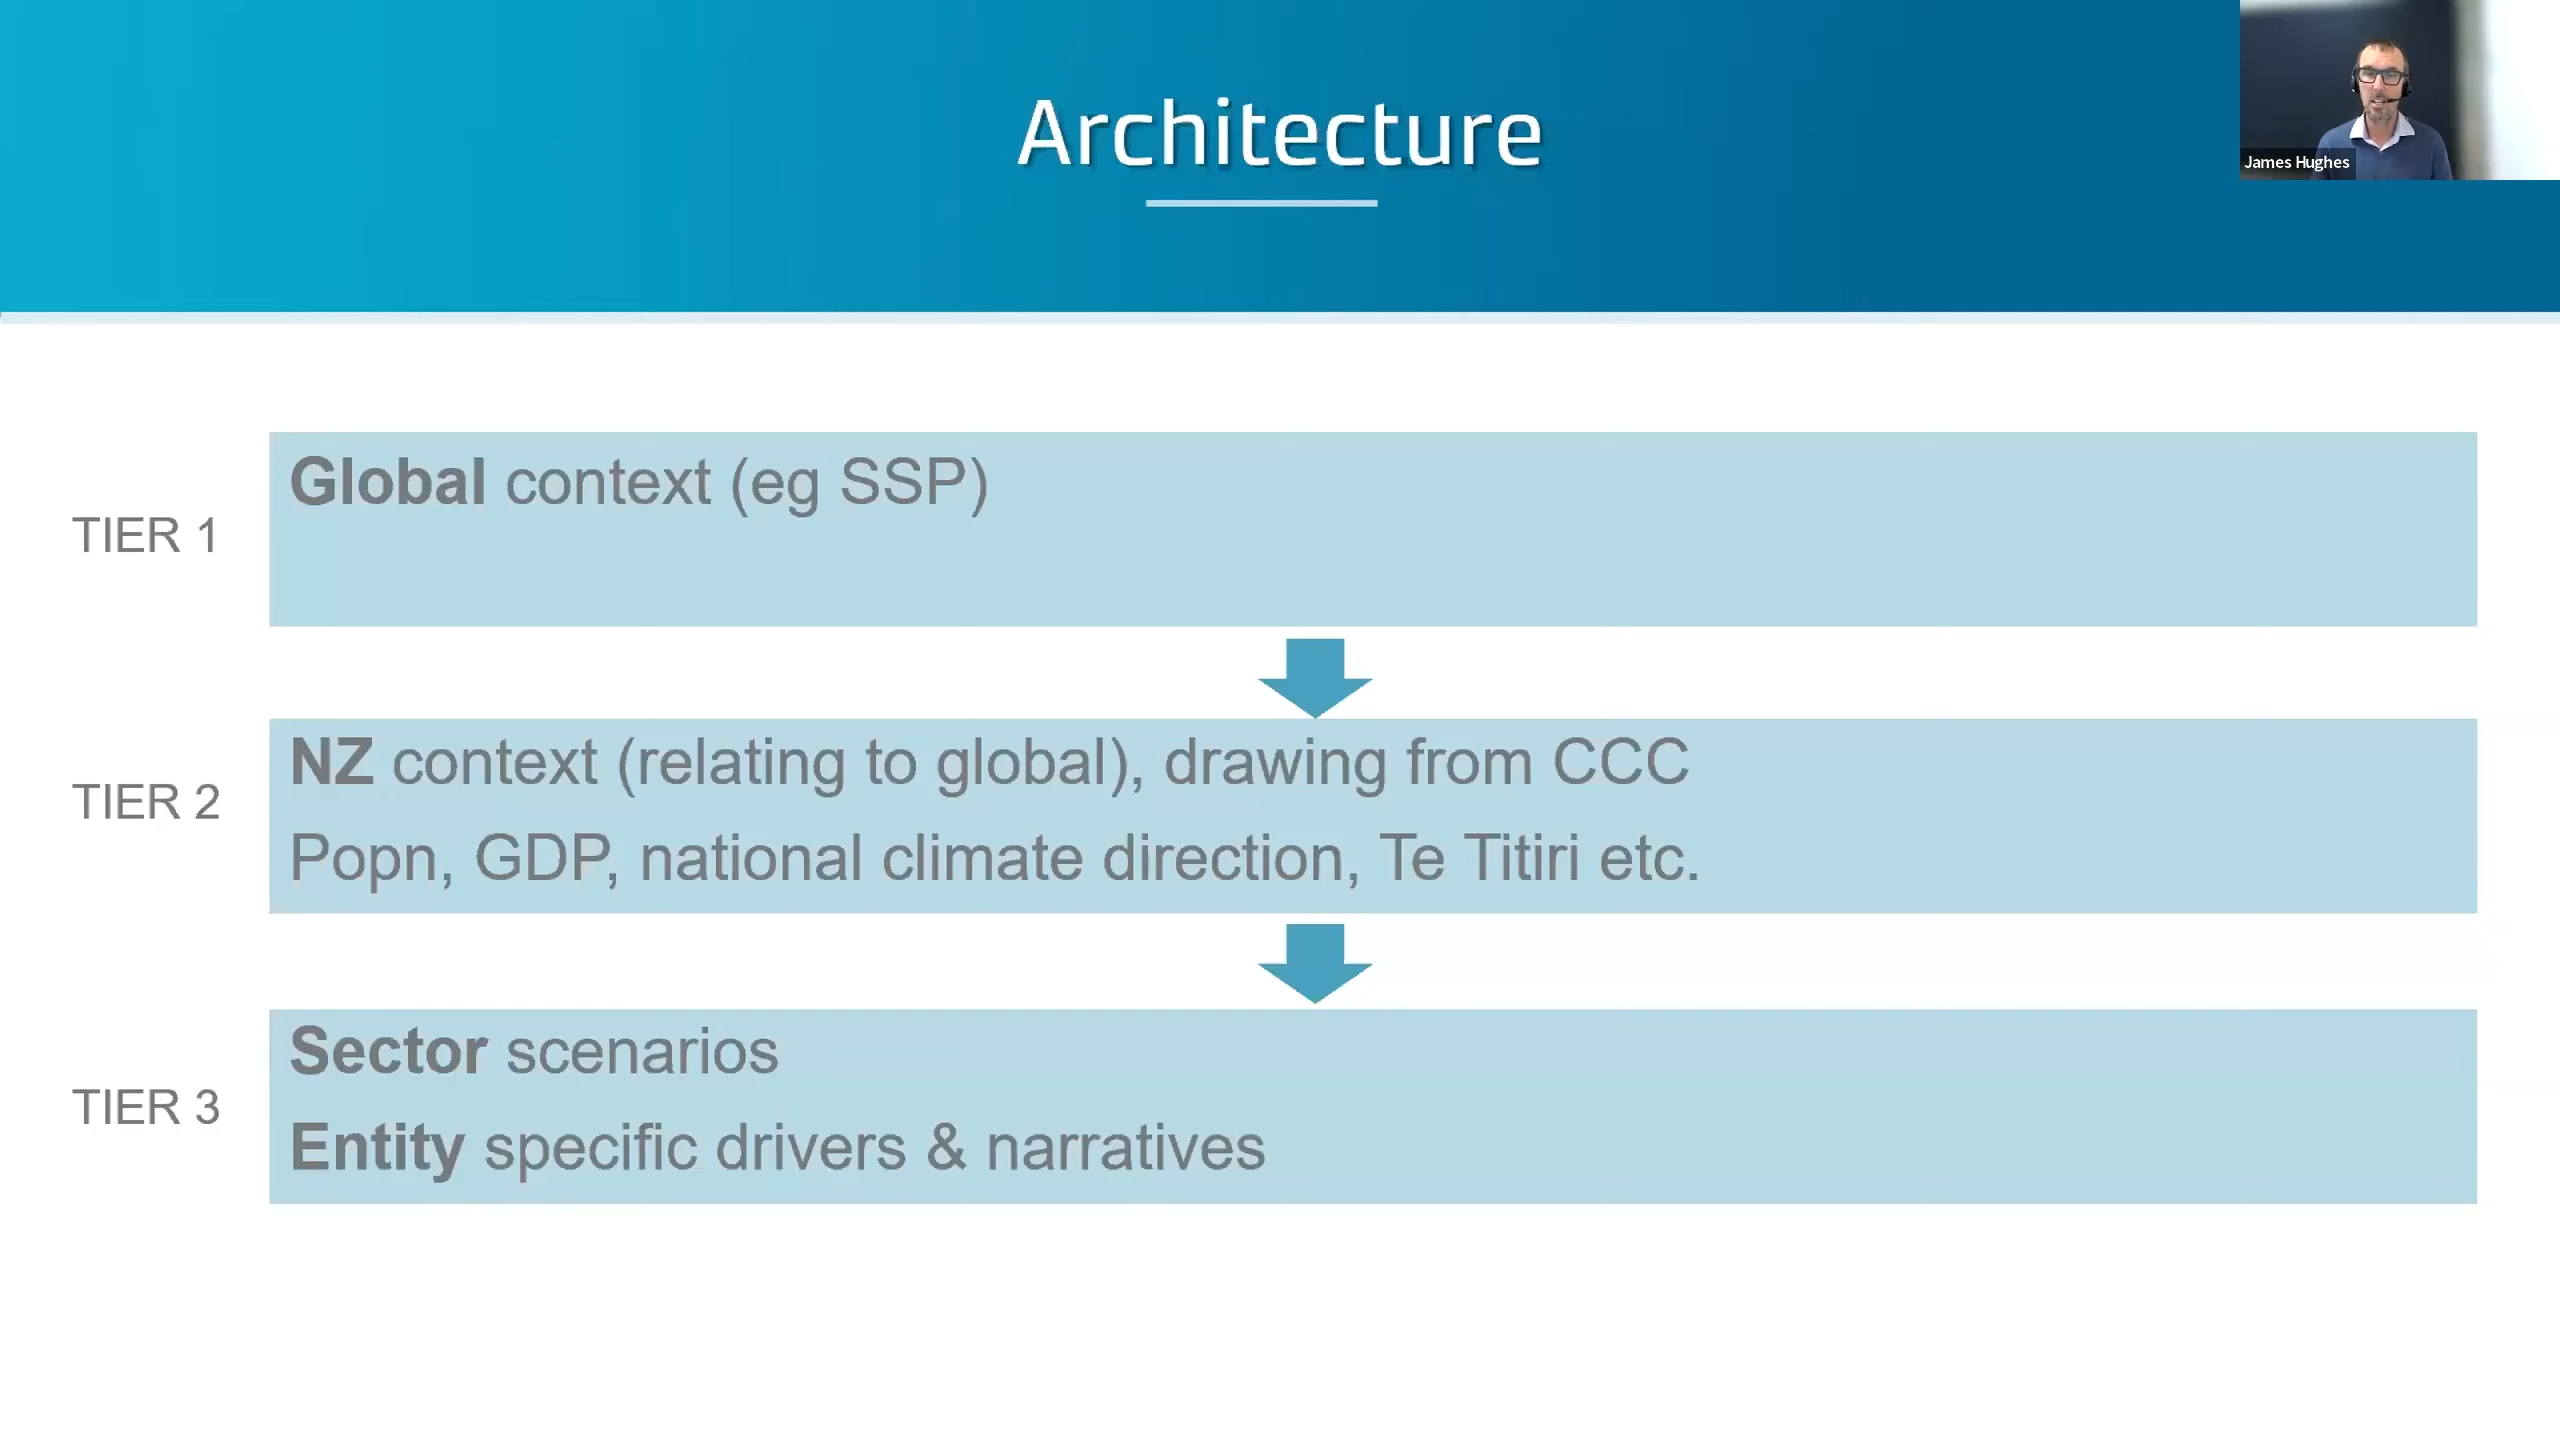 Architecture
James Hughes
TIER 1
Global context (eg SSP)
TIER 2
NZ context (relating to global), drawing from CCC
Popn, GDP, national climate direction, Te Titiri etc.
TIER 3
Sector scenarios
Entity specific drivers & narratives